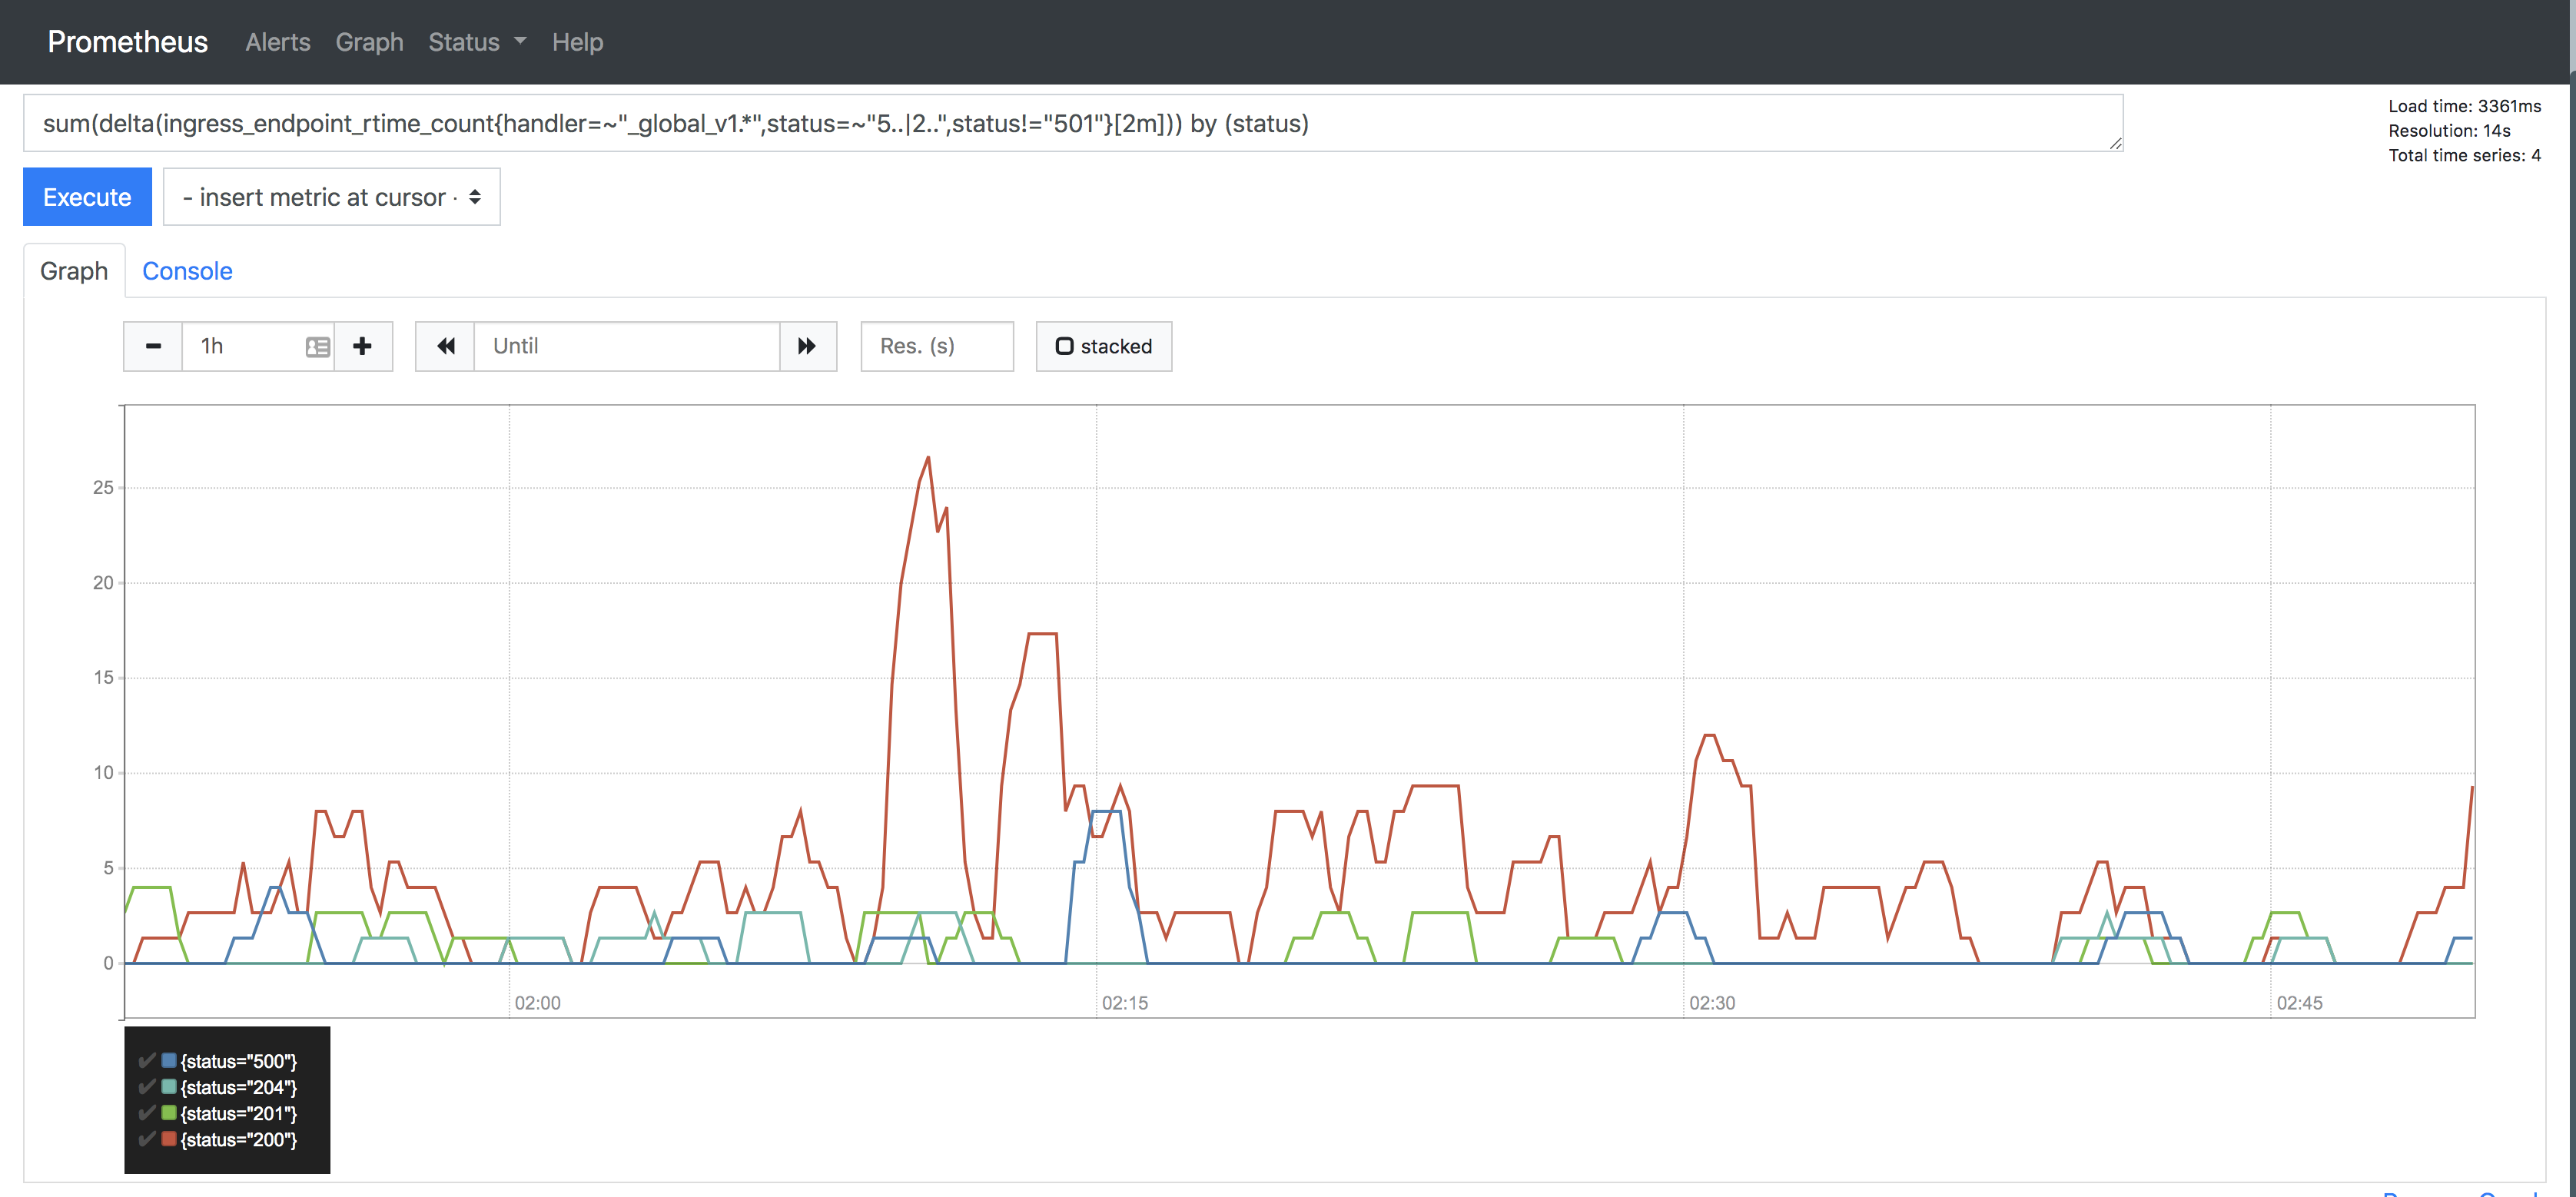 Prometheus Alerts Graph Status Help
sum(delta(ingress_endpoint_rtime_count{handler=~"_global_v1.*",status=~"5..|2..",status!="501"}[2m])) by (status)
Load time: 3361ms
Resolution: 14s
Total time series: 4
Execute
- insert metric at cursor -
Graph Console
1h
Until
Res. (s)
stacked
25
20
15
10
5
0
02:00 02:15 02:30 02:45
{status="500"}
{status="204"}
{status="201"}
{status="200"}